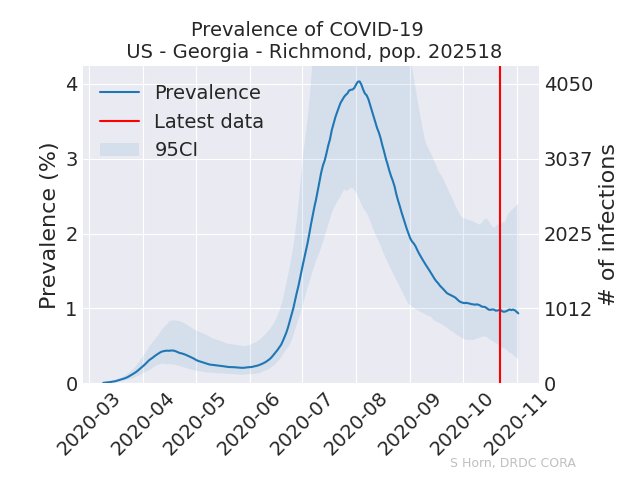 Prevalence of COVID-19
US - Georgia - Richmond, pop. 202518
Prevalence
Latest data
95CI
Prevalence (%)
4
3
2
1
0
4050
3037
2025
1012
0
# of infections
2020-03
2020-04
2020-05
2020-06
2020-07
2020-08
2020-09
2020-10
2020-11
S Horn, DRDC CORA